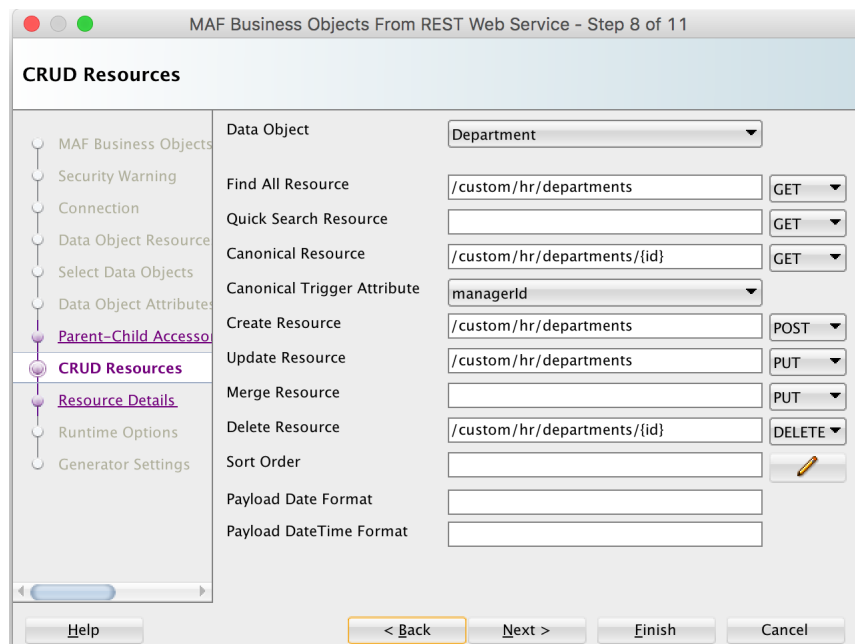 MAF Business Objects From REST Web Service - Step 8 of 11
CRUD Resources
MAF Business Objects
Security Warning
Connection
Data Object Resource
Select Data Objects
Data Object Attributes
Parent-Child Accessor
CRUD Resources
Resource Details
Runtime Options
Generator Settings
Data Object Department
Find All Resource /custom/hr/departments GET
Quick Search Resource GET
Canonical Resource /custom/hr/departments/{id} GET
Canonical Trigger Attribute managerId
Create Resource /custom/hr/departments POST
Update Resource /custom/hr/departments PUT
Merge Resource PUT
Delete Resource /custom/hr/departments/{id} DELETE
Sort Order
Payload Date Format
Payload DateTime Format
Help < Back Next > Finish Cancel